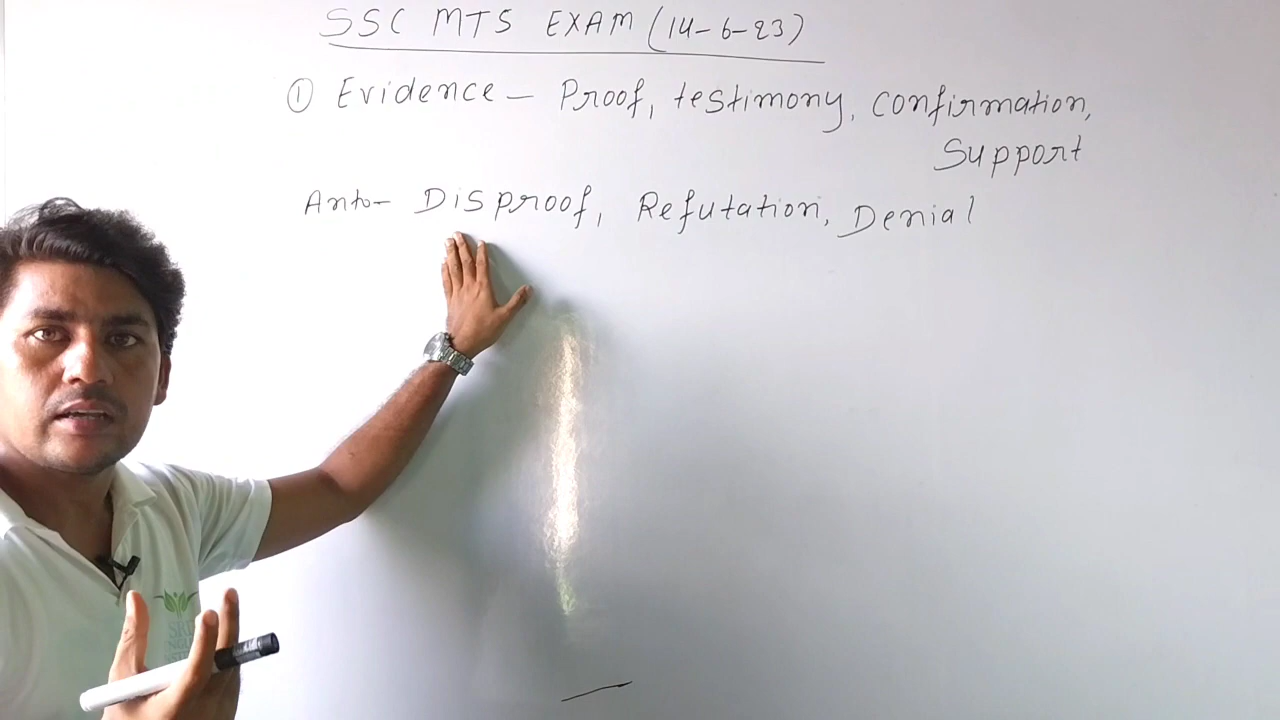 SSC MTS EXAM (14-6-23)
① Evidence – Proof, testimony, Confirmation,
Support
Anto- Disproof, Refutation, Denial